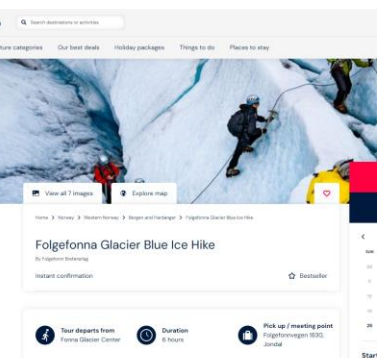 Search destinations or activities
ture categories Our best deals Holiday packages Things to do Places to stay
View all 7 images Explore map
Home > Norway > Western Norway > Bergen and Hardanger > Folgefonna Glacier Blue Ice Hike
Folgefonna Glacier Blue Ice Hike
By Folgefonni Breførarlag
Instant confirmation Bestseller
Tour departs from
Fonna Glacier Center
Duration
6 hours
Pick up / meeting point
Folgefonnvegen 1930,
Jondal
Start